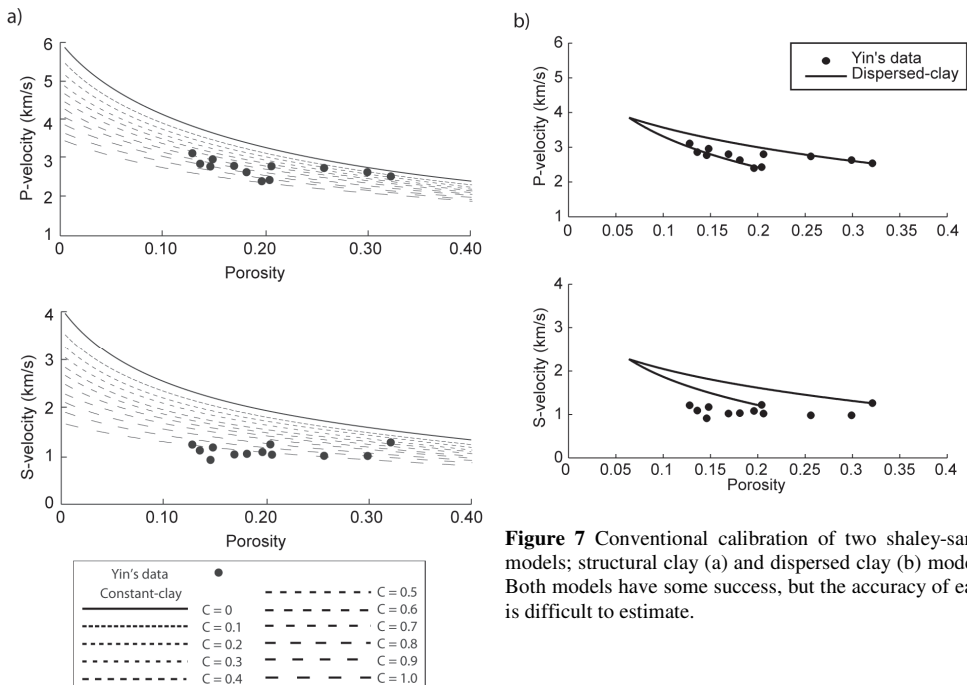 a)
6
5
4
3
2
1
P-velocity (km/s)
0 0.10 0.20 0.30 0.40
Porosity
4
3
2
1
0
S-velocity (km/s)
0 0.10 0.20 0.30 0.40
Porosity
Yin's data
Constant-clay
C = 0
C = 0.1
C = 0.2
C = 0.3
C = 0.4
C = 0.5
C = 0.6
C = 0.7
C = 0.8
C = 0.9
C = 1.0
b)
Yin's data
Dispersed-clay
6
5
4
3
2
1
P-velocity (km/s)
0 0.05 0.1 0.15 0.2 0.25 0.3 0.35 0.4
4
3
2
1
0
S-velocity (km/s)
0 0.05 0.1 0.15 0.2 0.25 0.3 0.35 0.4
Porosity
Figure 7 Conventional calibration of two shaley-san
models; structural clay (a) and dispersed clay (b) mode
Both models have some success, but the accuracy of ea
is difficult to estimate.